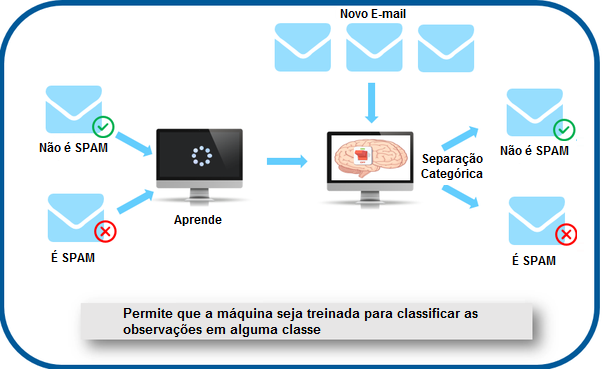 Novo E-mail
Não é SPAM
É SPAM
Aprende
Separação
Categórica
Não é SPAM
É SPAM
Permite que a máquina seja treinada para classificar as
observações em alguma classe